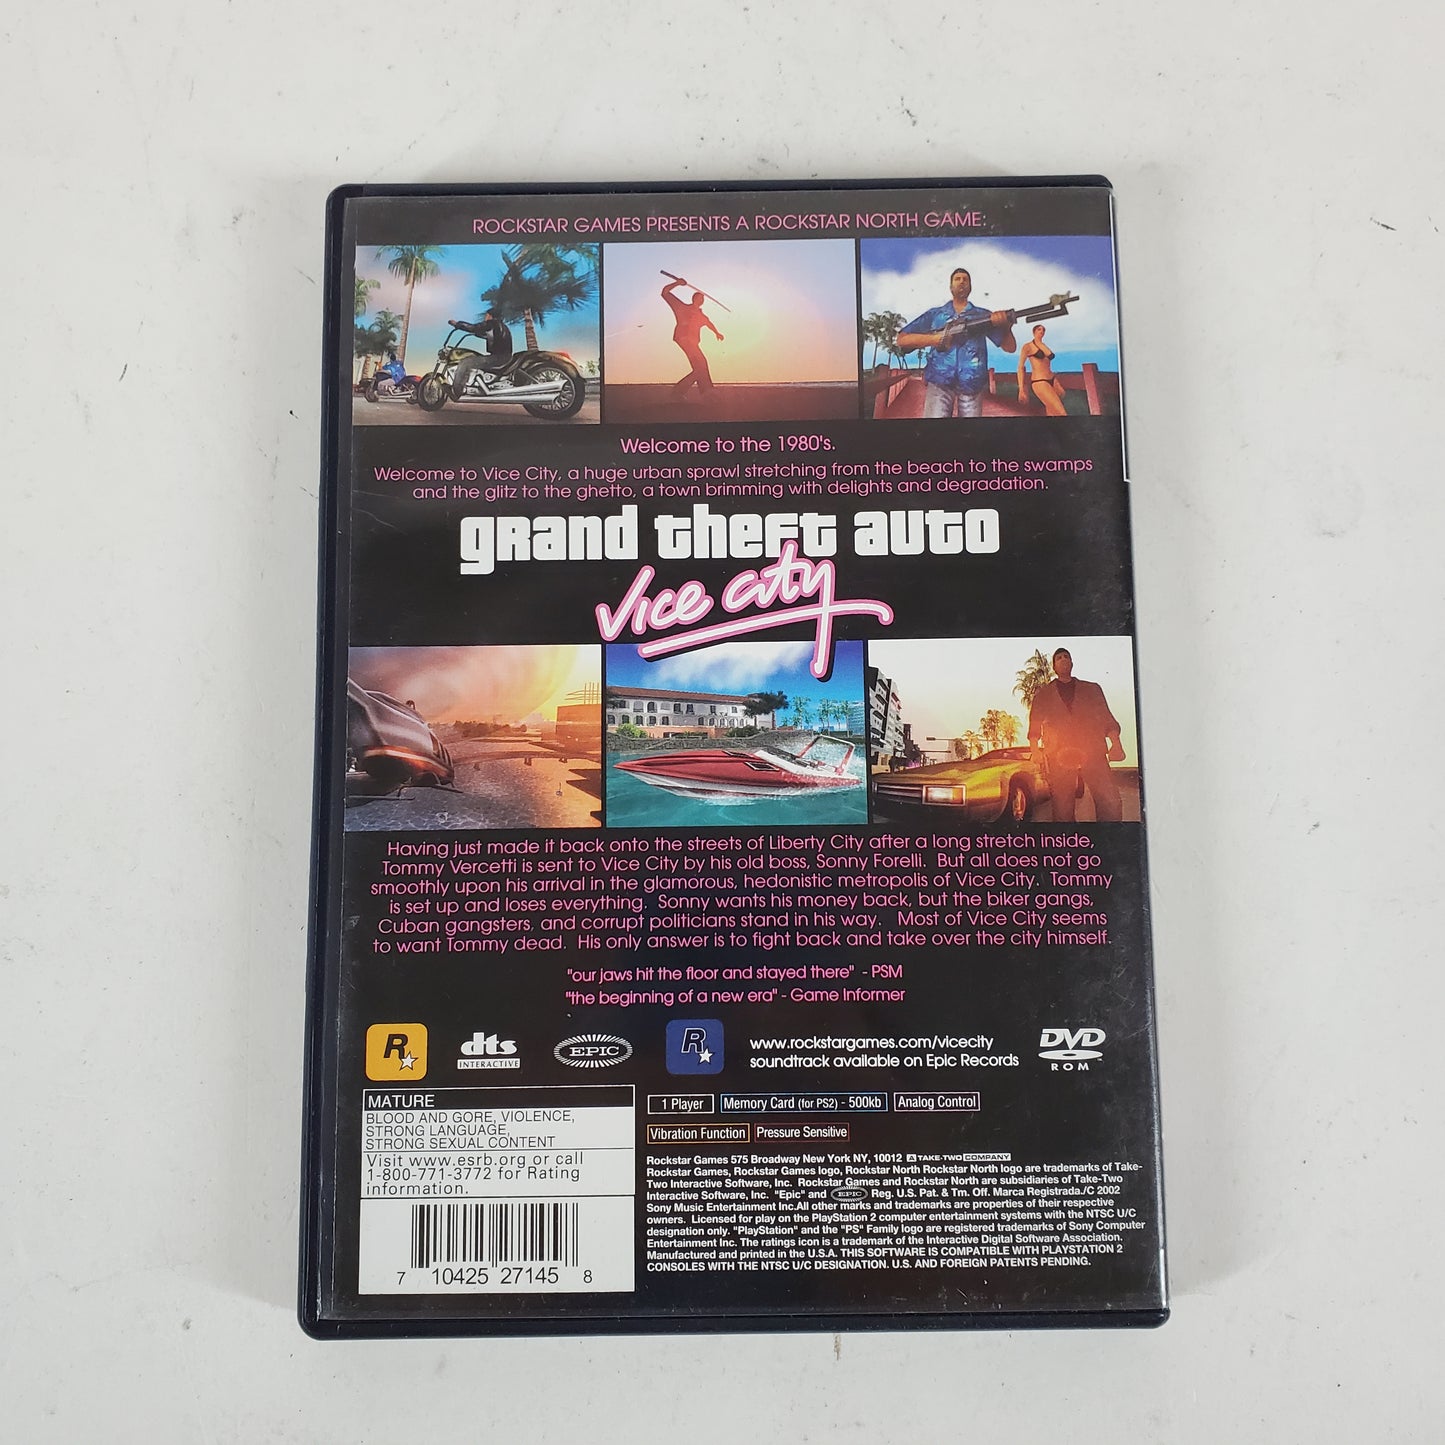 ROCKSTAR GAMES PRESENTS A ROCKSTAR NORTH GAME:
Welcome to the 1980's.
Welcome to Vice City, a huge urban sprawl stretching from the beach to the swamps
and the glitz to the ghetto, a town brimming with delights and degradation.
grand theft auto
Vice City
Having just made it back onto the streets of Liberty City after a long stretch inside,
Tommy Vercetti is sent to Vice City by his old boss, Sonny Forelli. But all does not go
smoothly upon his arrival in the glamorous, hedonistic metropolis of Vice City. Tommy
is set up and loses everything. Sonny wants his money back, but the biker gangs,
Cuban gangsters, and corrupt politicians stand in his way. Most of Vice City seems
to want Tommy dead. His only answer is to fight back and take over the city himself.
"our jaws hit the floor and stayed there" - PSM
"the beginning of a new era" - Game Informer
R
dts
INTERACTIVE
EPIC
R
www.rockstargames.com/vicecity
soundtrack available on Epic Records
DVD
ROM
MATURE
BLOOD AND GORE, VIOLENCE,
STRONG LANGUAGE,
STRONG SEXUAL CONTENT
Visit www.esrb.org or call
1-800-771-3772 for Rating
information.
7 10425 27145 8
1 Player Memory Card (for PS2) - 500kb Analog Control
Vibration Function Pressure Sensitive
Rockstar Games 575 Broadway New York NY, 10012 A TAKE-TWO COMPANY
Rockstar Games, Rockstar Games logo, Rockstar North Rockstar North logo are trademarks of Take-
Two Interactive Software, Inc. Rockstar Games and Rockstar North are subsidiaries of Take-Two
Interactive Software, Inc. "Epic" and EPIC Reg. U.S. Pat. & Tm. Off. Marca Registrada./C 2002
Sony Music Entertainment Inc.All other marks and trademarks are properties of their respective
owners. Licensed for play on the PlayStation 2 computer entertainment systems with the NTSC U/C
designation only. "PlayStation" and the "PS" Family logo are registered trademarks of Sony Computer
Entertainment Inc. The ratings icon is a trademark of the Interactive Digital Software Association.
Manufactured and printed in the U.S.A. THIS SOFTWARE IS COMPATIBLE WITH PLAYSTATION 2
CONSOLES WITH THE NTSC U/C DESIGNATION. U.S. AND FOREIGN PATENTS PENDING.